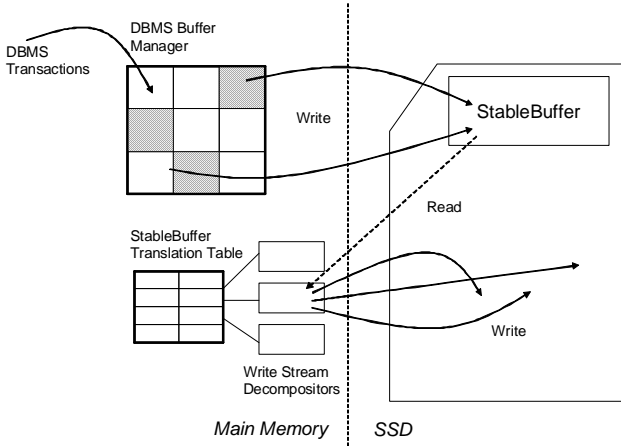 DBMS Buffer
Manager
DBMS
Transactions
StableBuffer
Write
Read
StableBuffer
Translation Table
Write
Write Stream
Decompositors
Main Memory
SSD